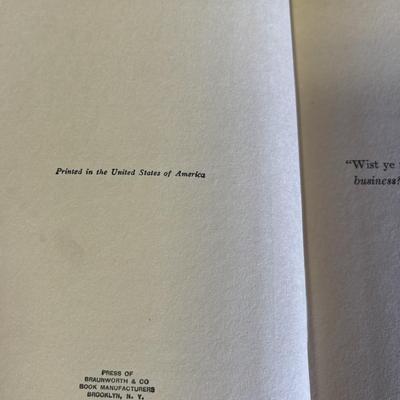 Printed in the United States of America
PRESS OF
BRAUNWORTH & CO
BOOK MANUFACTURERS
BROOKLYN, N. Y.
“Wist ye
business?